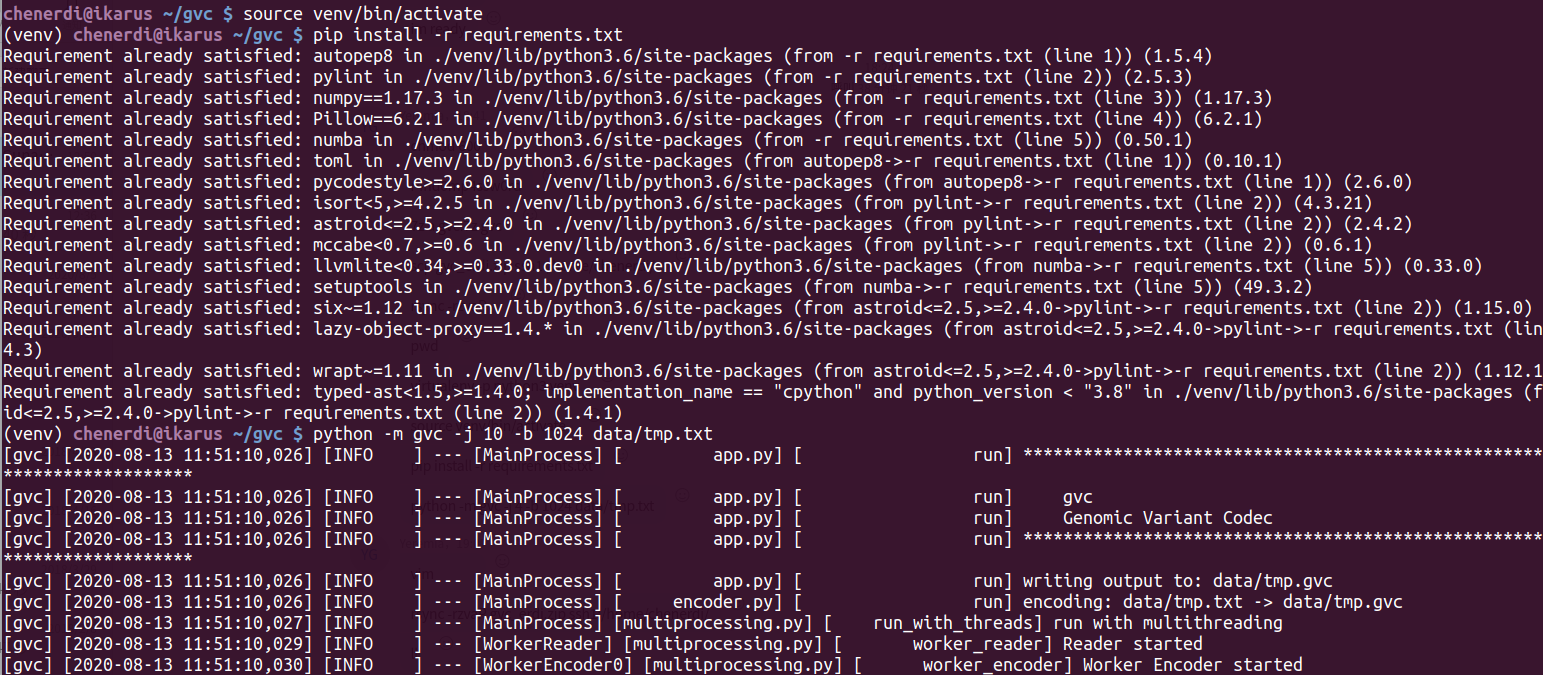 chenerdi@ikarus ~/gvc $ source venv/bin/activate
(venv) chenerdi@ikarus ~/gvc $ pip install -r requirements.txt
Requirement already satisfied: autopep8 in ./venv/lib/python3.6/site-packages (from -r requirements.txt (line 1)) (1.5.4)
Requirement already satisfied: pylint in ./venv/lib/python3.6/site-packages (from -r requirements.txt (line 2)) (2.5.3)
Requirement already satisfied: numpy==1.17.3 in ./venv/lib/python3.6/site-packages (from -r requirements.txt (line 3)) (1.17.3)
Requirement already satisfied: Pillow==6.2.1 in ./venv/lib/python3.6/site-packages (from -r requirements.txt (line 4)) (6.2.1)
Requirement already satisfied: numba in ./venv/lib/python3.6/site-packages (from -r requirements.txt (line 5)) (0.50.1)
Requirement already satisfied: toml in ./venv/lib/python3.6/site-packages (from autopep8->-r requirements.txt (line 1)) (0.10.1)
Requirement already satisfied: pycodestyle>=2.6.0 in ./venv/lib/python3.6/site-packages (from autopep8->-r requirements.txt (line 1)) (2.6.0)
Requirement already satisfied: isort<5,>=4.2.5 in ./venv/lib/python3.6/site-packages (from pylint->-r requirements.txt (line 2)) (4.3.21)
Requirement already satisfied: astroid<=2.5,>=2.4.0 in ./venv/lib/python3.6/site-packages (from pylint->-r requirements.txt (line 2)) (2.4.2)
Requirement already satisfied: mccabe<0.7,>=0.6 in ./venv/lib/python3.6/site-packages (from pylint->-r requirements.txt (line 2)) (0.6.1)
Requirement already satisfied: llvmlite<0.34,>=0.33.0.dev0 in ./venv/lib/python3.6/site-packages (from numba->-r requirements.txt (line 5)) (0.33.0)
Requirement already satisfied: setuptools in ./venv/lib/python3.6/site-packages (from numba->-r requirements.txt (line 5)) (49.3.2)
Requirement already satisfied: six~=1.12 in ./venv/lib/python3.6/site-packages (from astroid<=2.5,>=2.4.0->pylint->-r requirements.txt (line 2)) (1.15.0)
Requirement already satisfied: lazy-object-proxy==1.4.* in ./venv/lib/python3.6/site-packages (from astroid<=2.5,>=2.4.0->pylint->-r requirements.txt (lin
4.3)
Requirement already satisfied: wrapt~=1.11 in ./venv/lib/python3.6/site-packages (from astroid<=2.5,>=2.4.0->pylint->-r requirements.txt (line 2)) (1.12.1
Requirement already satisfied: typed-ast<1.5,>=1.4.0; implementation_name == "cpython" and python_version < "3.8" in ./venv/lib/python3.6/site-packages (f
id<=2.5,>=2.4.0->pylint->-r requirements.txt (line 2)) (1.4.1)
(venv) chenerdi@ikarus ~/gvc $ python -m gvc -j 10 -b 1024 data/tmp.txt
[gvc] [2020-08-13 11:51:10,026] [INFO    ] --- [MainProcess] [         app.py] [                 run] ****************************************************
*******************
[gvc] [2020-08-13 11:51:10,026] [INFO    ] --- [MainProcess] [         app.py] [                 run]     gvc
[gvc] [2020-08-13 11:51:10,026] [INFO    ] --- [MainProcess] [         app.py] [                 run]     Genomic Variant Codec
[gvc] [2020-08-13 11:51:10,026] [INFO    ] --- [MainProcess] [         app.py] [                 run] ****************************************************
*******************
[gvc] [2020-08-13 11:51:10,026] [INFO    ] --- [MainProcess] [         app.py] [                 run] writing output to: data/tmp.gvc
[gvc] [2020-08-13 11:51:10,026] [INFO    ] --- [MainProcess] [     encoder.py] [                 run] encoding: data/tmp.txt -> data/tmp.gvc
[gvc] [2020-08-13 11:51:10,027] [INFO    ] --- [MainProcess] [multiprocessing.py] [    run_with_threads] run with multithreading
[gvc] [2020-08-13 11:51:10,029] [INFO    ] --- [WorkerReader] [multiprocessing.py] [       worker_reader] Reader started
[gvc] [2020-08-13 11:51:10,030] [INFO    ] --- [WorkerEncoder0] [multiprocessing.py] [      worker_encoder] Worker Encoder started